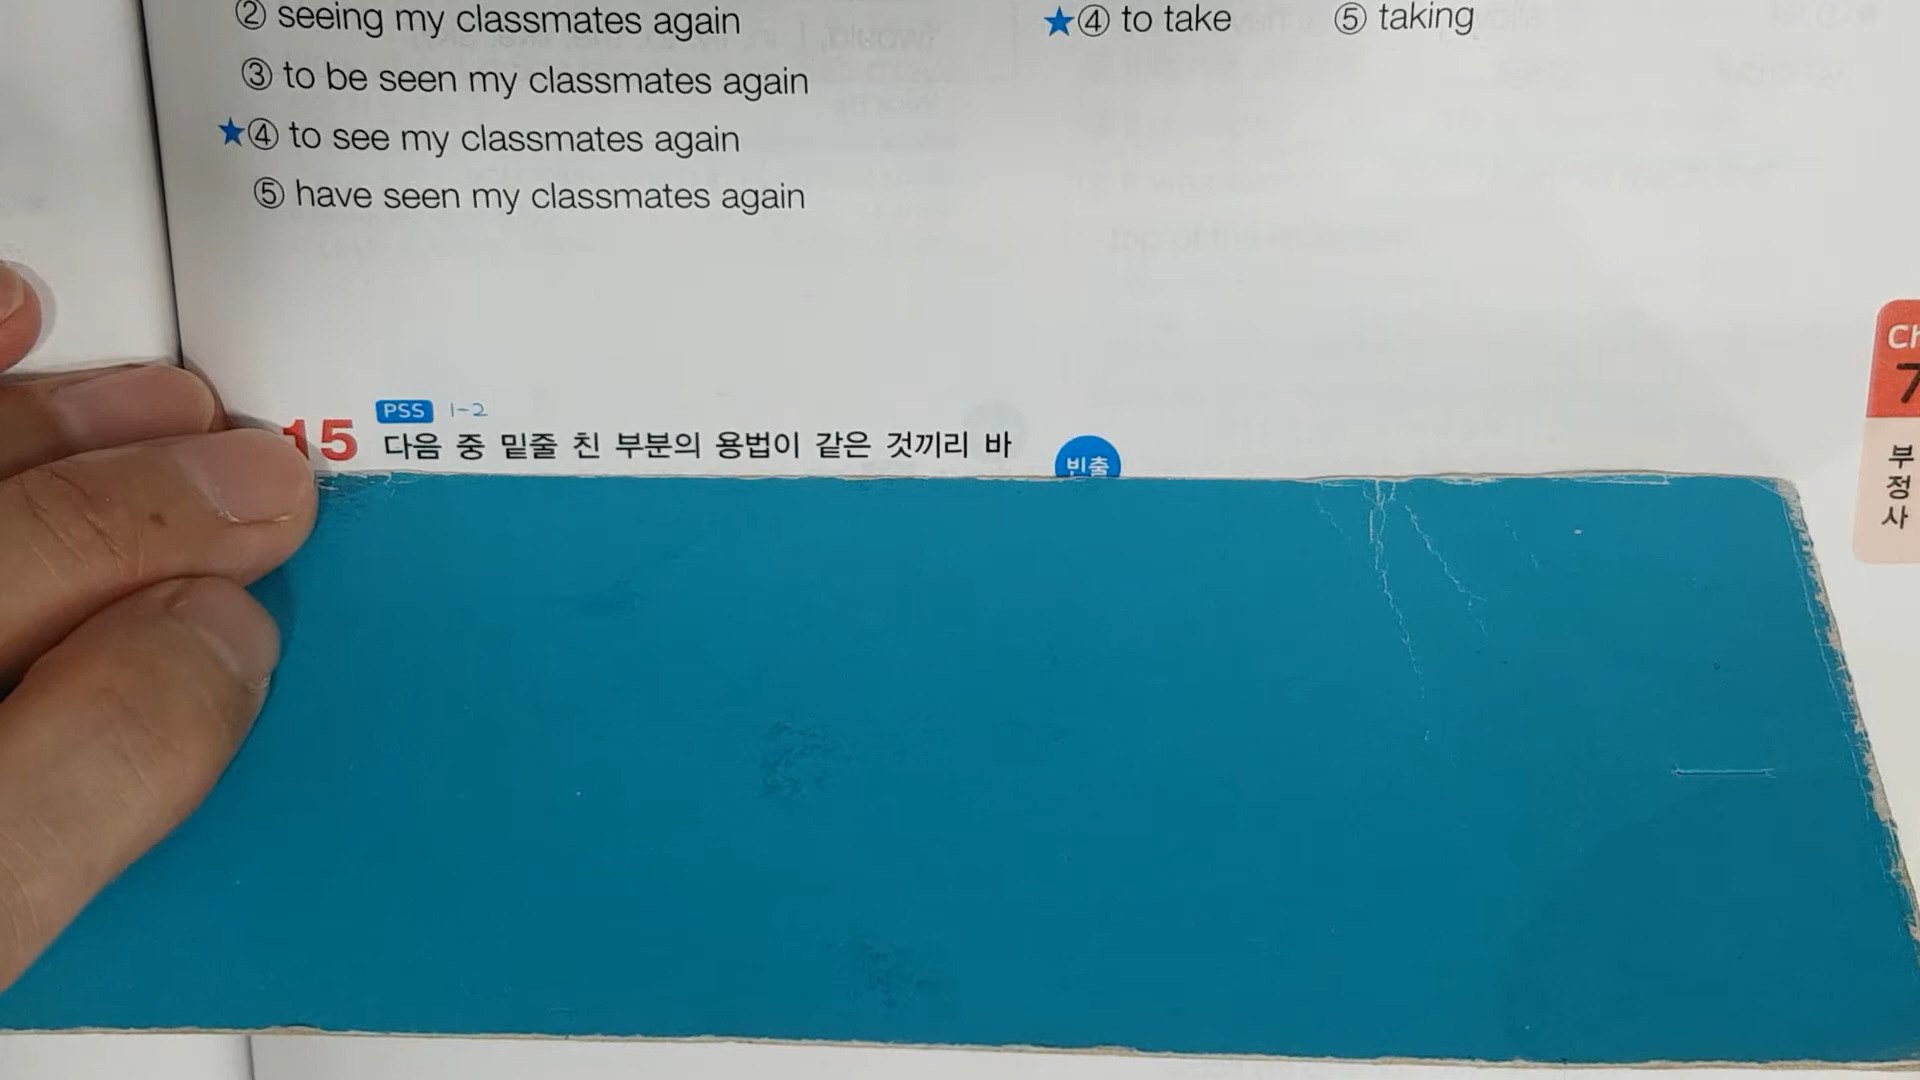 ② seeing my classmates again
③ to be seen my classmates again
★④ to see my classmates again
⑤ have seen my classmates again
★④ to take ⑤ taking
PSS 1-2
15 다음 중 밑줄 친 부분의 용법이 같은 것끼리 바
빈출
7
부정사